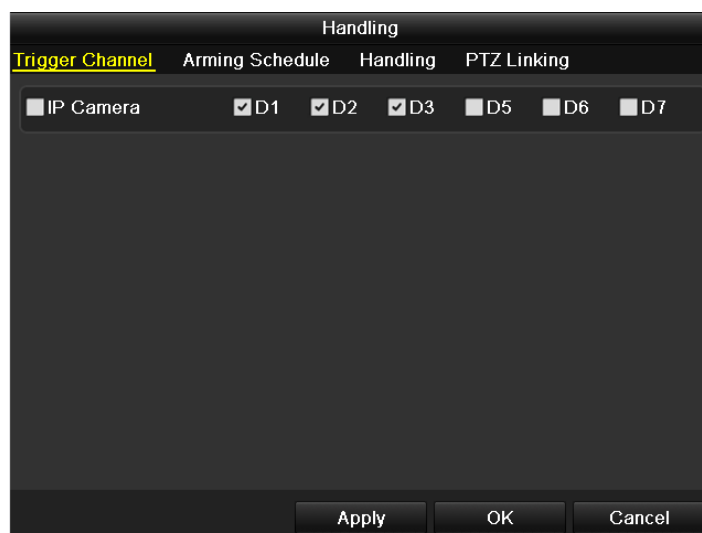 Handling
Trigger Channel Arming Schedule Handling PTZ Linking
IP Camera D1 D2 D3 D5 D6 D7
Apply OK Cancel